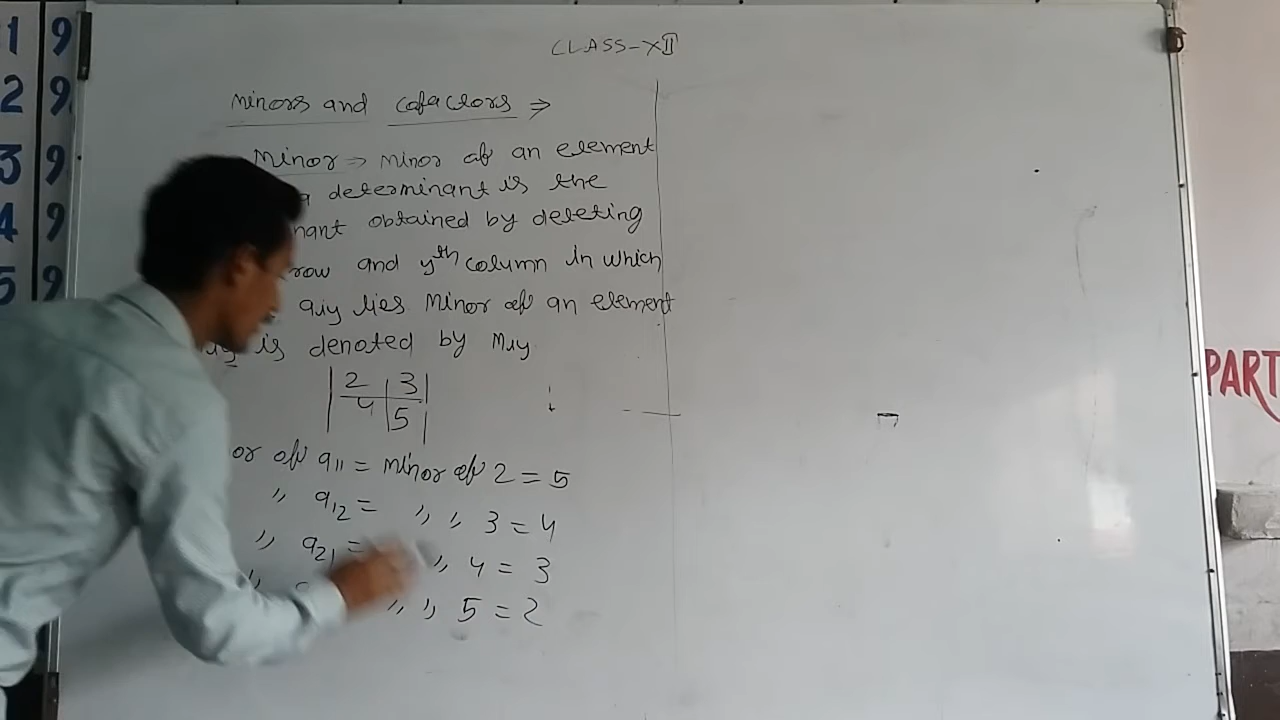 CLASS-XII
Minors and cofactors ⇒
Minor ⇒ Minor of an element
a determinant is the
nant obtained by deleting
row and yth column in which
aiy lies Minor of an element
is denoted by Miy
|2 3|
|4 5|
or of a11 = Minor of 2 = 5
〃 a12 = 〃 〃 3 = 4
〃 a21 = 〃 4 = 3
〃 〃 〃 5 = 2
1 9
2 9
3 9
4 9
5 9
PART